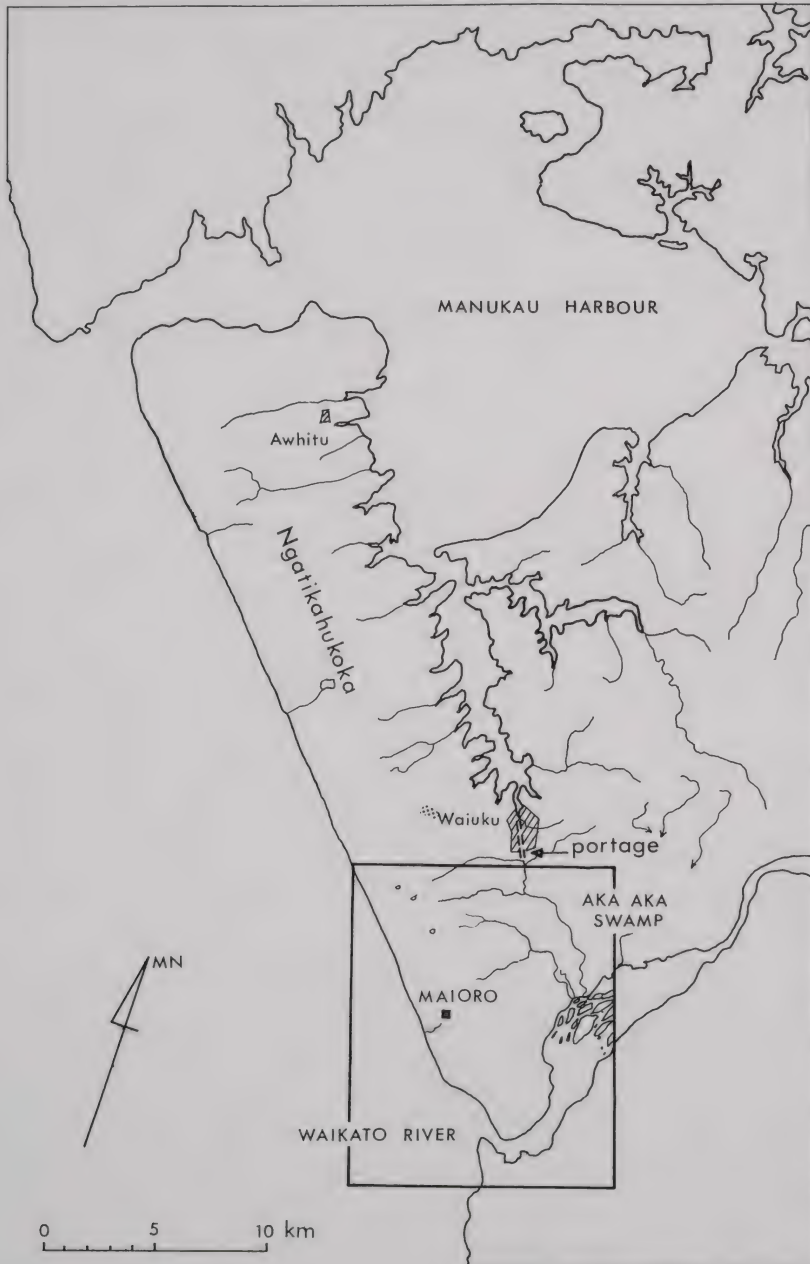 MANUKAU HARBOUR
Awhitu
Ngatikahukoka
Waiuku
portage
AKA AKA
SWAMP
MN
MAIORO
WAIKATO RIVER
0 5 10 km